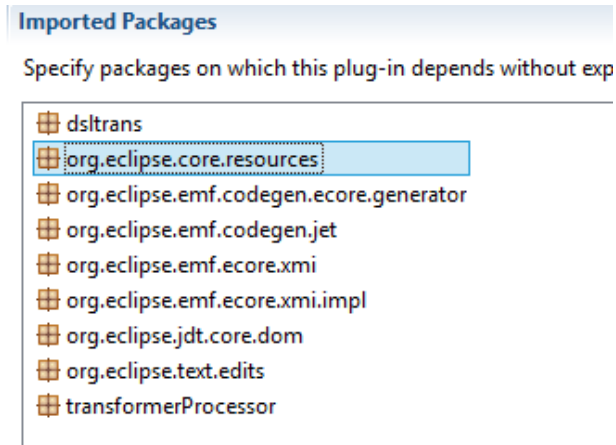 Imported Packages
Specify packages on which this plug-in depends without exp
dsltrans
org.eclipse.core.resources
org.eclipse.emf.codegen.ecore.generator
org.eclipse.emf.codegen.jet
org.eclipse.emf.ecore.xmi
org.eclipse.emf.ecore.xmi.impl
org.eclipse.jdt.core.dom
org.eclipse.text.edits
transformerProcessor